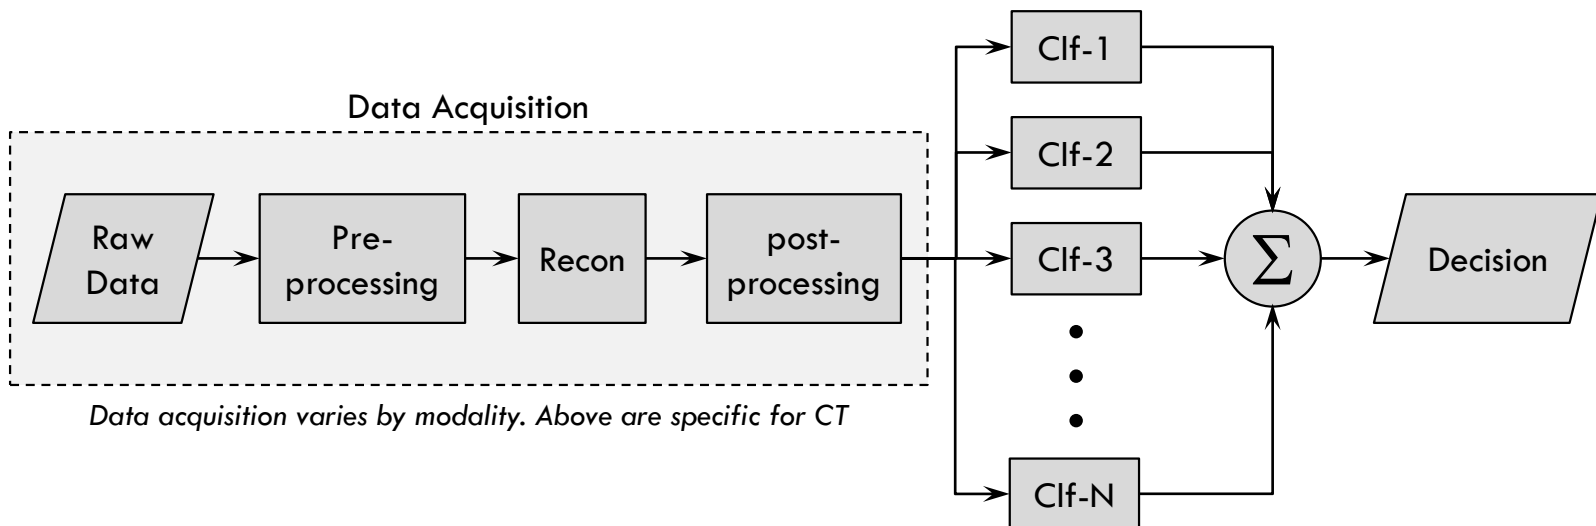 Data Acquisition
Raw
Data
Pre-
processing
Recon
post-
processing
Data acquisition varies by modality. Above are specific for CT
Clf-1
Clf-2
Clf-3
Clf-N
Σ
Decision